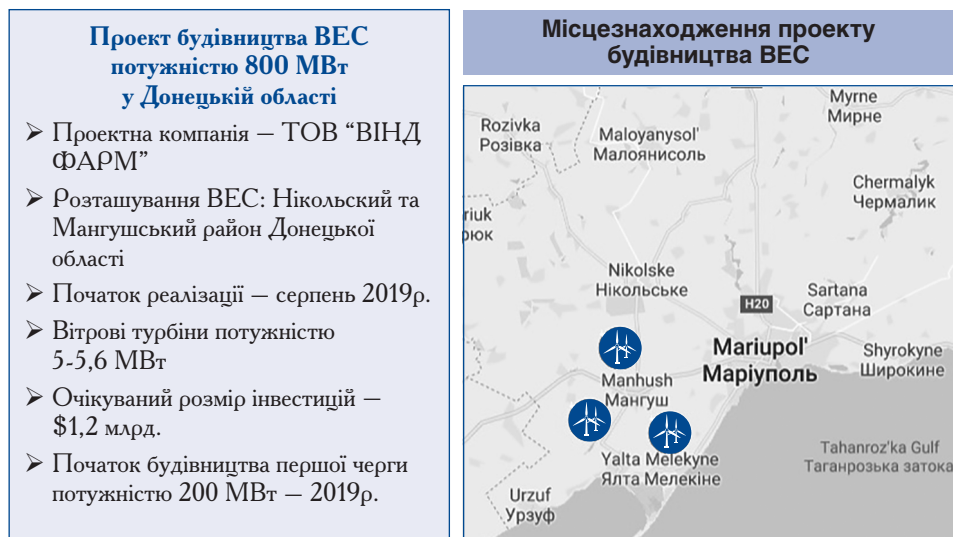 Проект будівництва ВЕС
потужністю 800 МВт
у Донецькій області
➢ Проектна компанія – ТОВ “ВІНД
ФАРМ”
➢ Розташування ВЕС: Нікольский та
Мангушський район Донецької
області
➢ Початок реалізації – серпень 2019р.
➢ Вітрові турбіни потужністю
5-5,6 МВт
➢ Очікуваний розмір інвестицій –
$1,2 млрд.
➢ Початок будівництва першої черги
потужністю 200 МВт – 2019р.
Місцезнаходження проекту
будівництва ВЕС
Myrne
Мирне
Rozivka
Розівка
Maloyanysol'
Малоянисоль
Chermalyk
Чермалик
riuk
рюк
Nikolske
Нікольське
Sartana
Сартана
H20
Mariupol'
Маріуполь
Shyrokyne
Широкине
Manhush
Мангуш
Yalta Melekyne
Ялта Мелекіне
Tahanroz'ka Gulf
Таганрозька затока
Urzuf
Урзуф